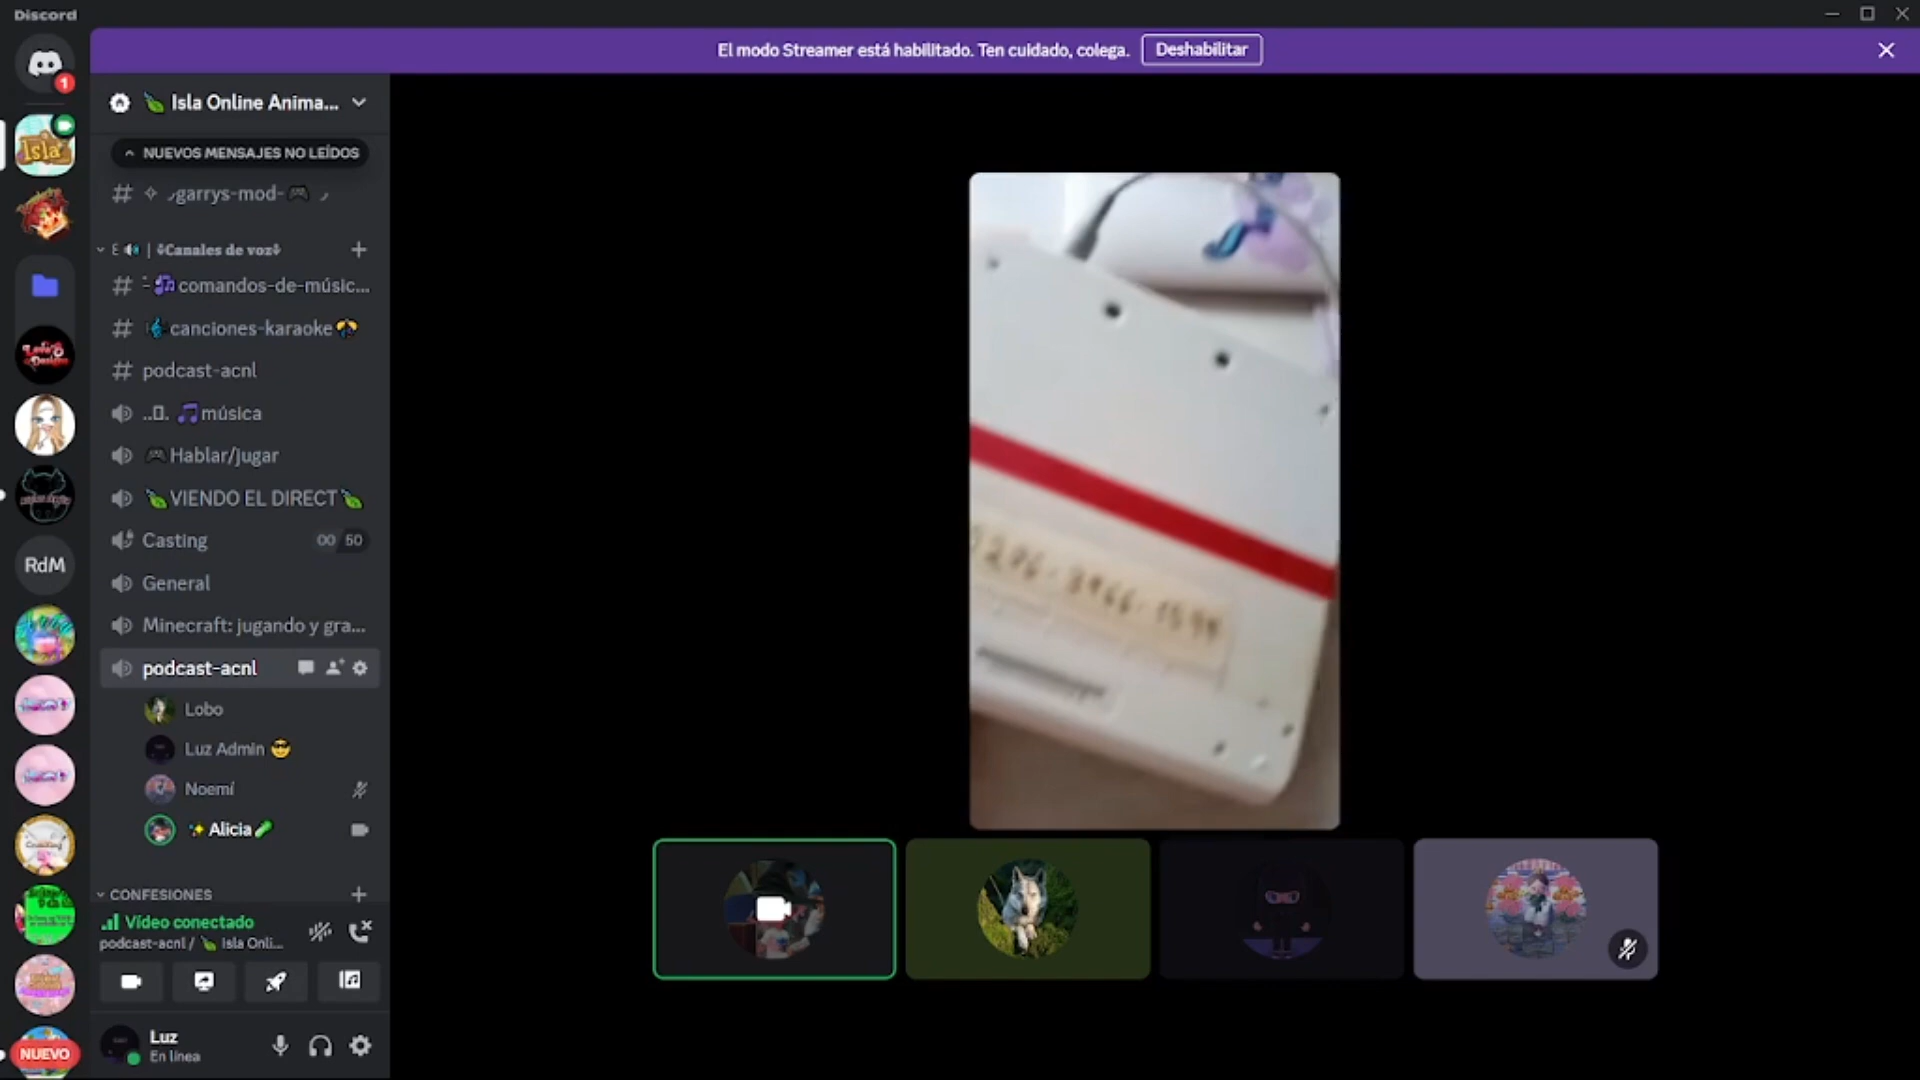 Discord
El modo Streamer está habilitado. Ten cuidado, colega.
Deshabilitar
1
Isla Online Anima...
NUEVOS MENSAJES NO LEÍDOS
garrys-mod-
E | Canales de voz
comandos-de-músic...
canciones-karaoke
podcast-acnl
música
Hablar/jugar
VIENDO EL DIRECT
Casting
00 50
General
Minecraft: jugando y gra...
podcast-acnl
Lobo
Luz Admin
Noemí
Alicia
CONFESIONES
Vídeo conectado
podcast-acnl / Isla Onli...
Luz
En línea
Isla
RdM
NUEVO